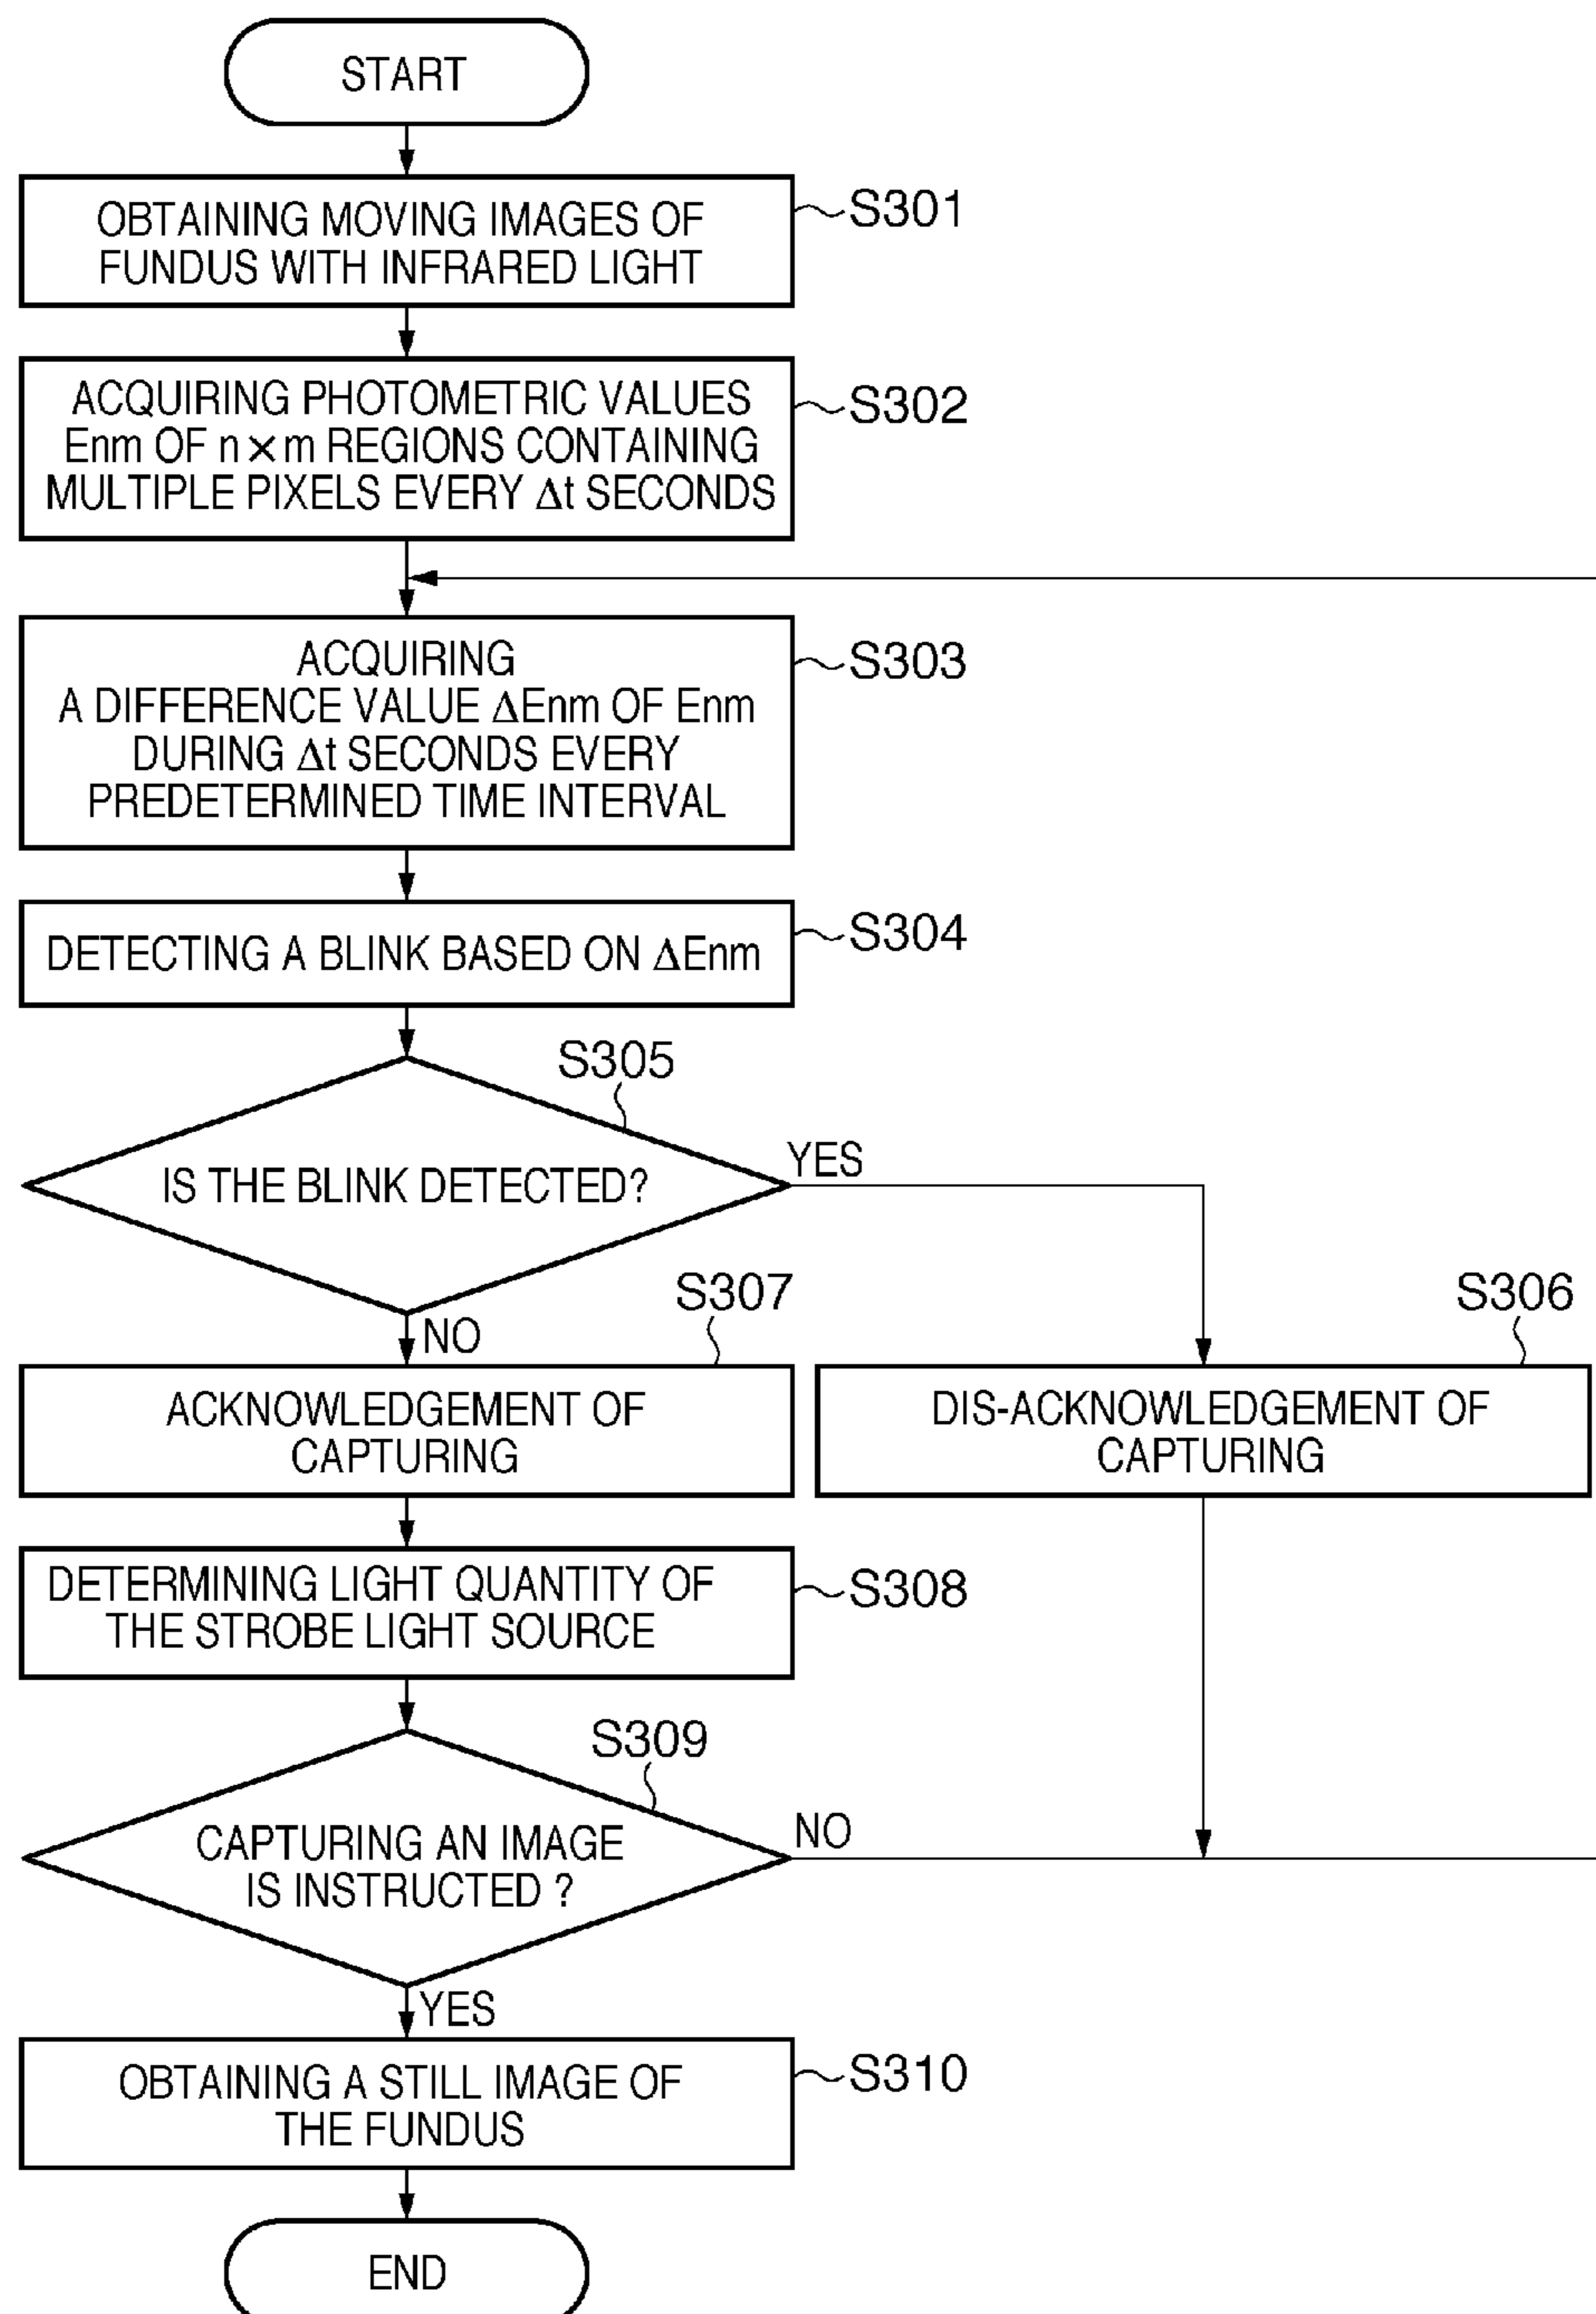 START
OBTAINING MOVING IMAGES OF
FUNDUS WITH INFRARED LIGHT
S301
ACQUIRING PHOTOMETRIC VALUES
Enm OF n × m REGIONS CONTAINING
MULTIPLE PIXELS EVERY Δt SECONDS
S302
ACQUIRING
A DIFFERENCE VALUE ΔEnm OF Enm
DURING Δt SECONDS EVERY
PREDETERMINED TIME INTERVAL
S303
DETECTING A BLINK BASED ON ΔEnm
S304
S305
IS THE BLINK DETECTED?
YES
NO
S307
ACKNOWLEDGEMENT OF
CAPTURING
S306
DIS-ACKNOWLEDGEMENT OF
CAPTURING
DETERMINING LIGHT QUANTITY OF
THE STROBE LIGHT SOURCE
S308
S309
CAPTURING AN IMAGE
IS INSTRUCTED ?
NO
YES
OBTAINING A STILL IMAGE OF
THE FUNDUS
S310
END